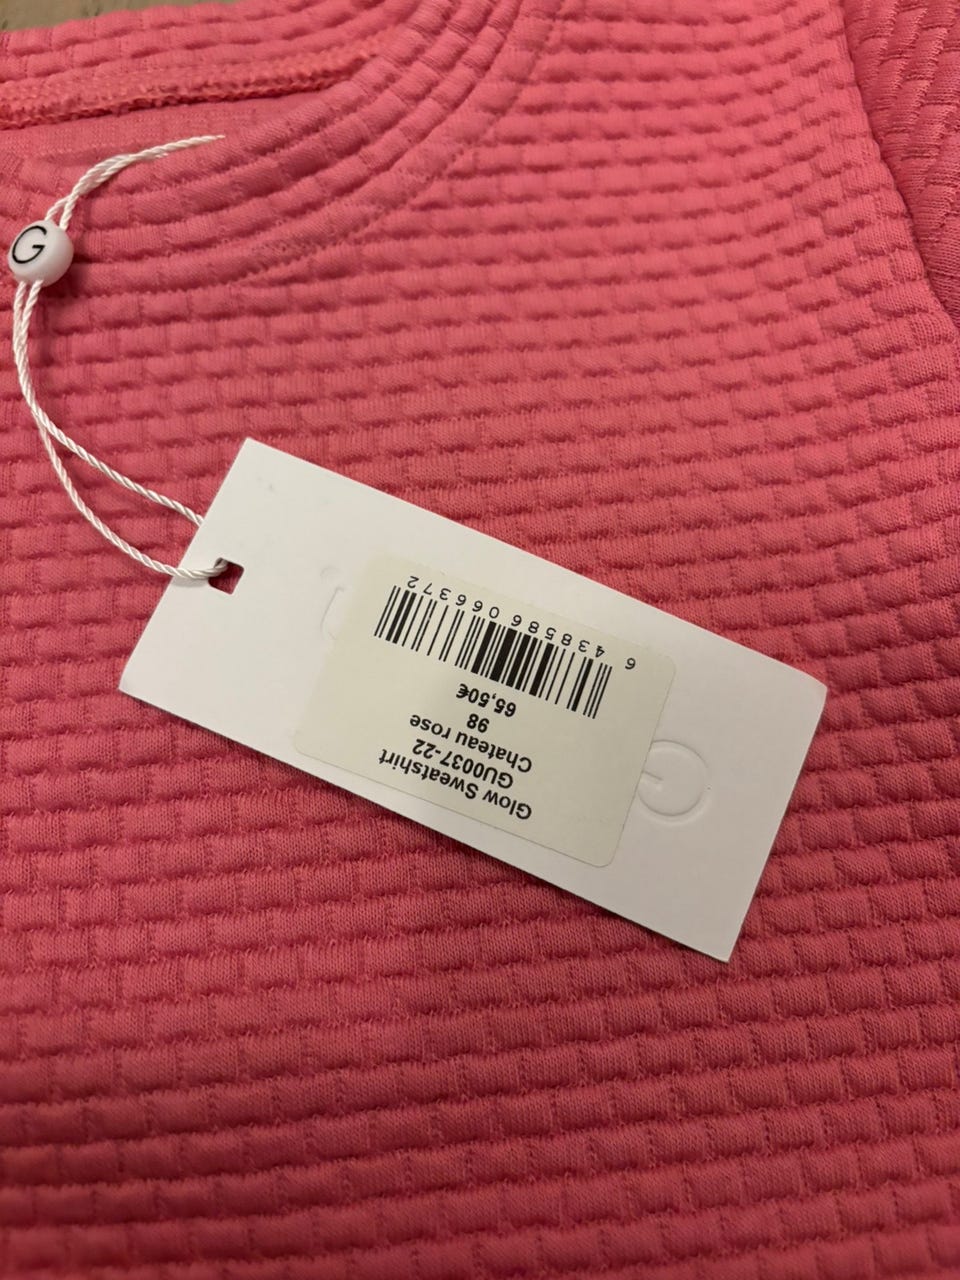 G
Glow Sweatshirt
GU0037-22
Chateau rose
98
65,50€
6 438586 066372
G